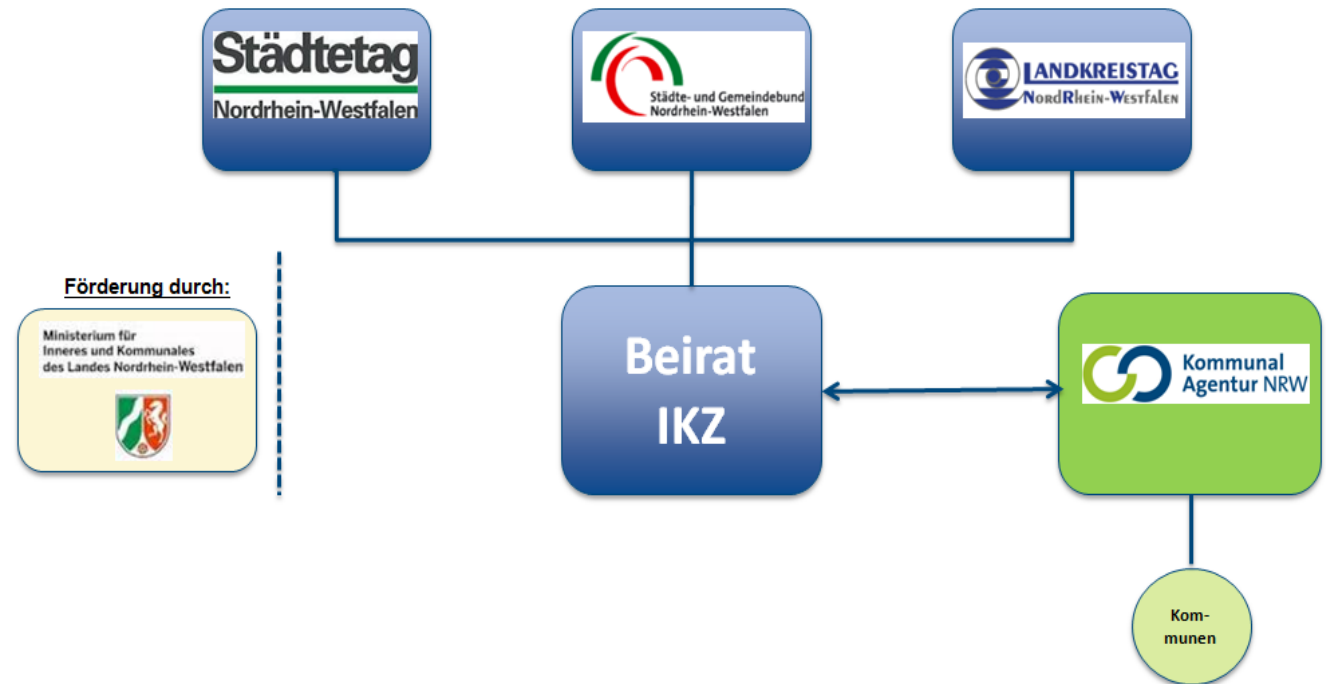 Städtetag
Nordrhein-Westfalen
Städte- und Gemeindebund
Nordrhein-Westfalen
LANDKREISTAG
NORDRHEIN-WESTFALEN
Förderung durch:
Ministerium für
Inneres und Kommunales
des Landes Nordrhein-Westfalen
Beirat
IKZ
Kommunal
Agentur NRW
Kom-
munen